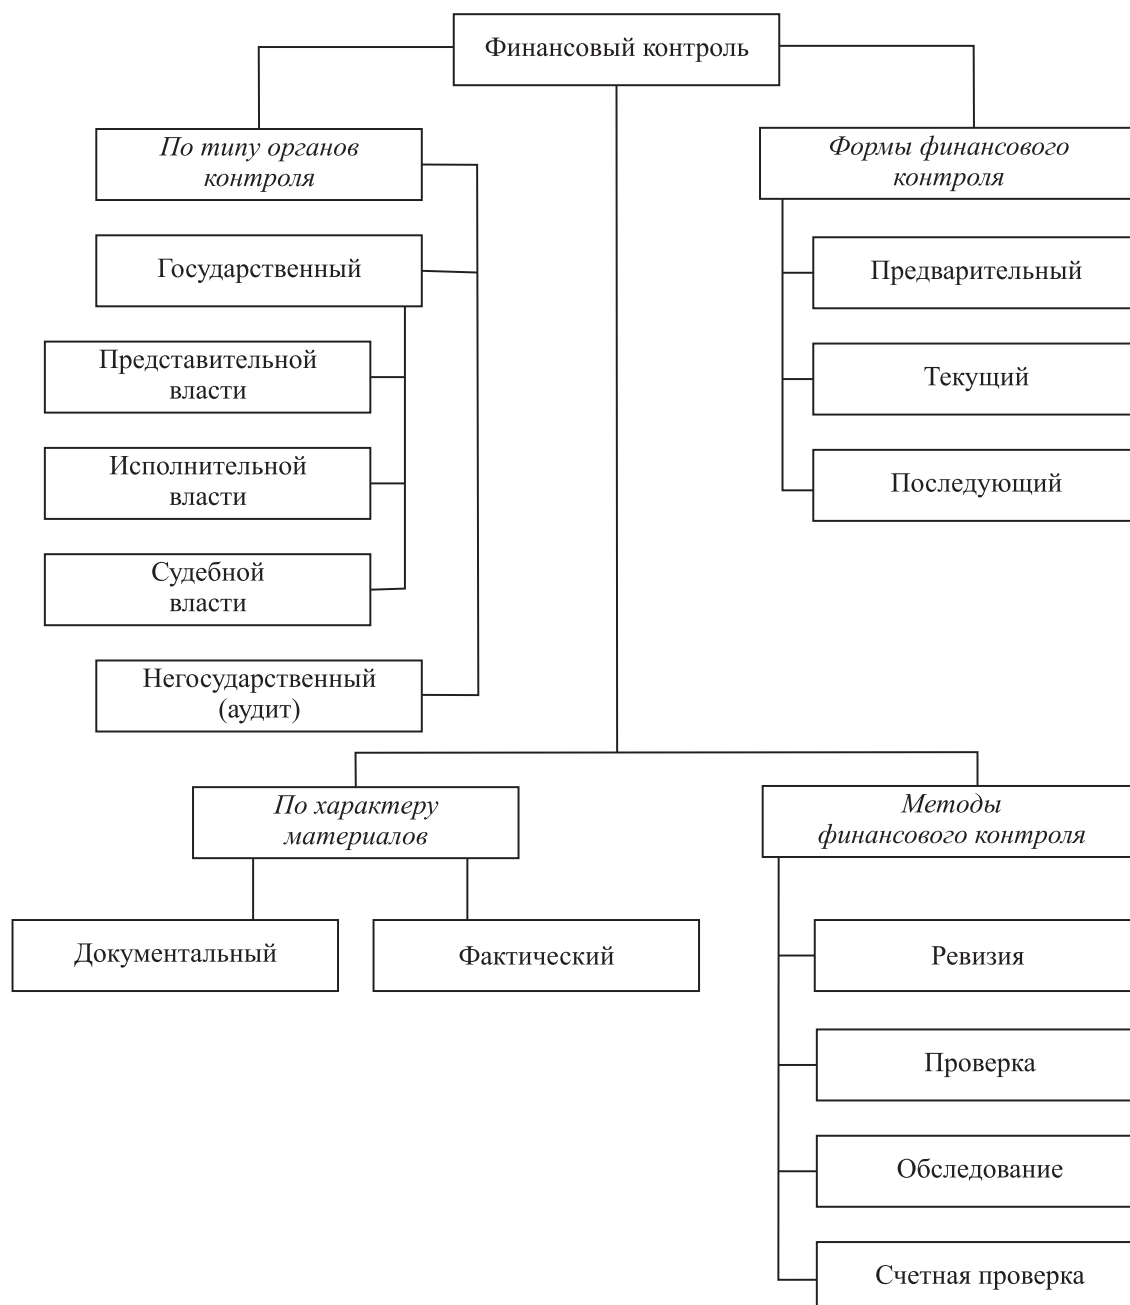 Финансовый контроль
По типу органов
контроля
Государственный
Представительной
власти
Исполнительной
власти
Судебной
власти
Негосударственный
(аудит)
Формы финансового
контроля
Предварительный
Текущий
Последующий
По характеру
материалов
Документальный
Фактический
Методы
финансового контроля
Ревизия
Проверка
Обследование
Счетная проверка